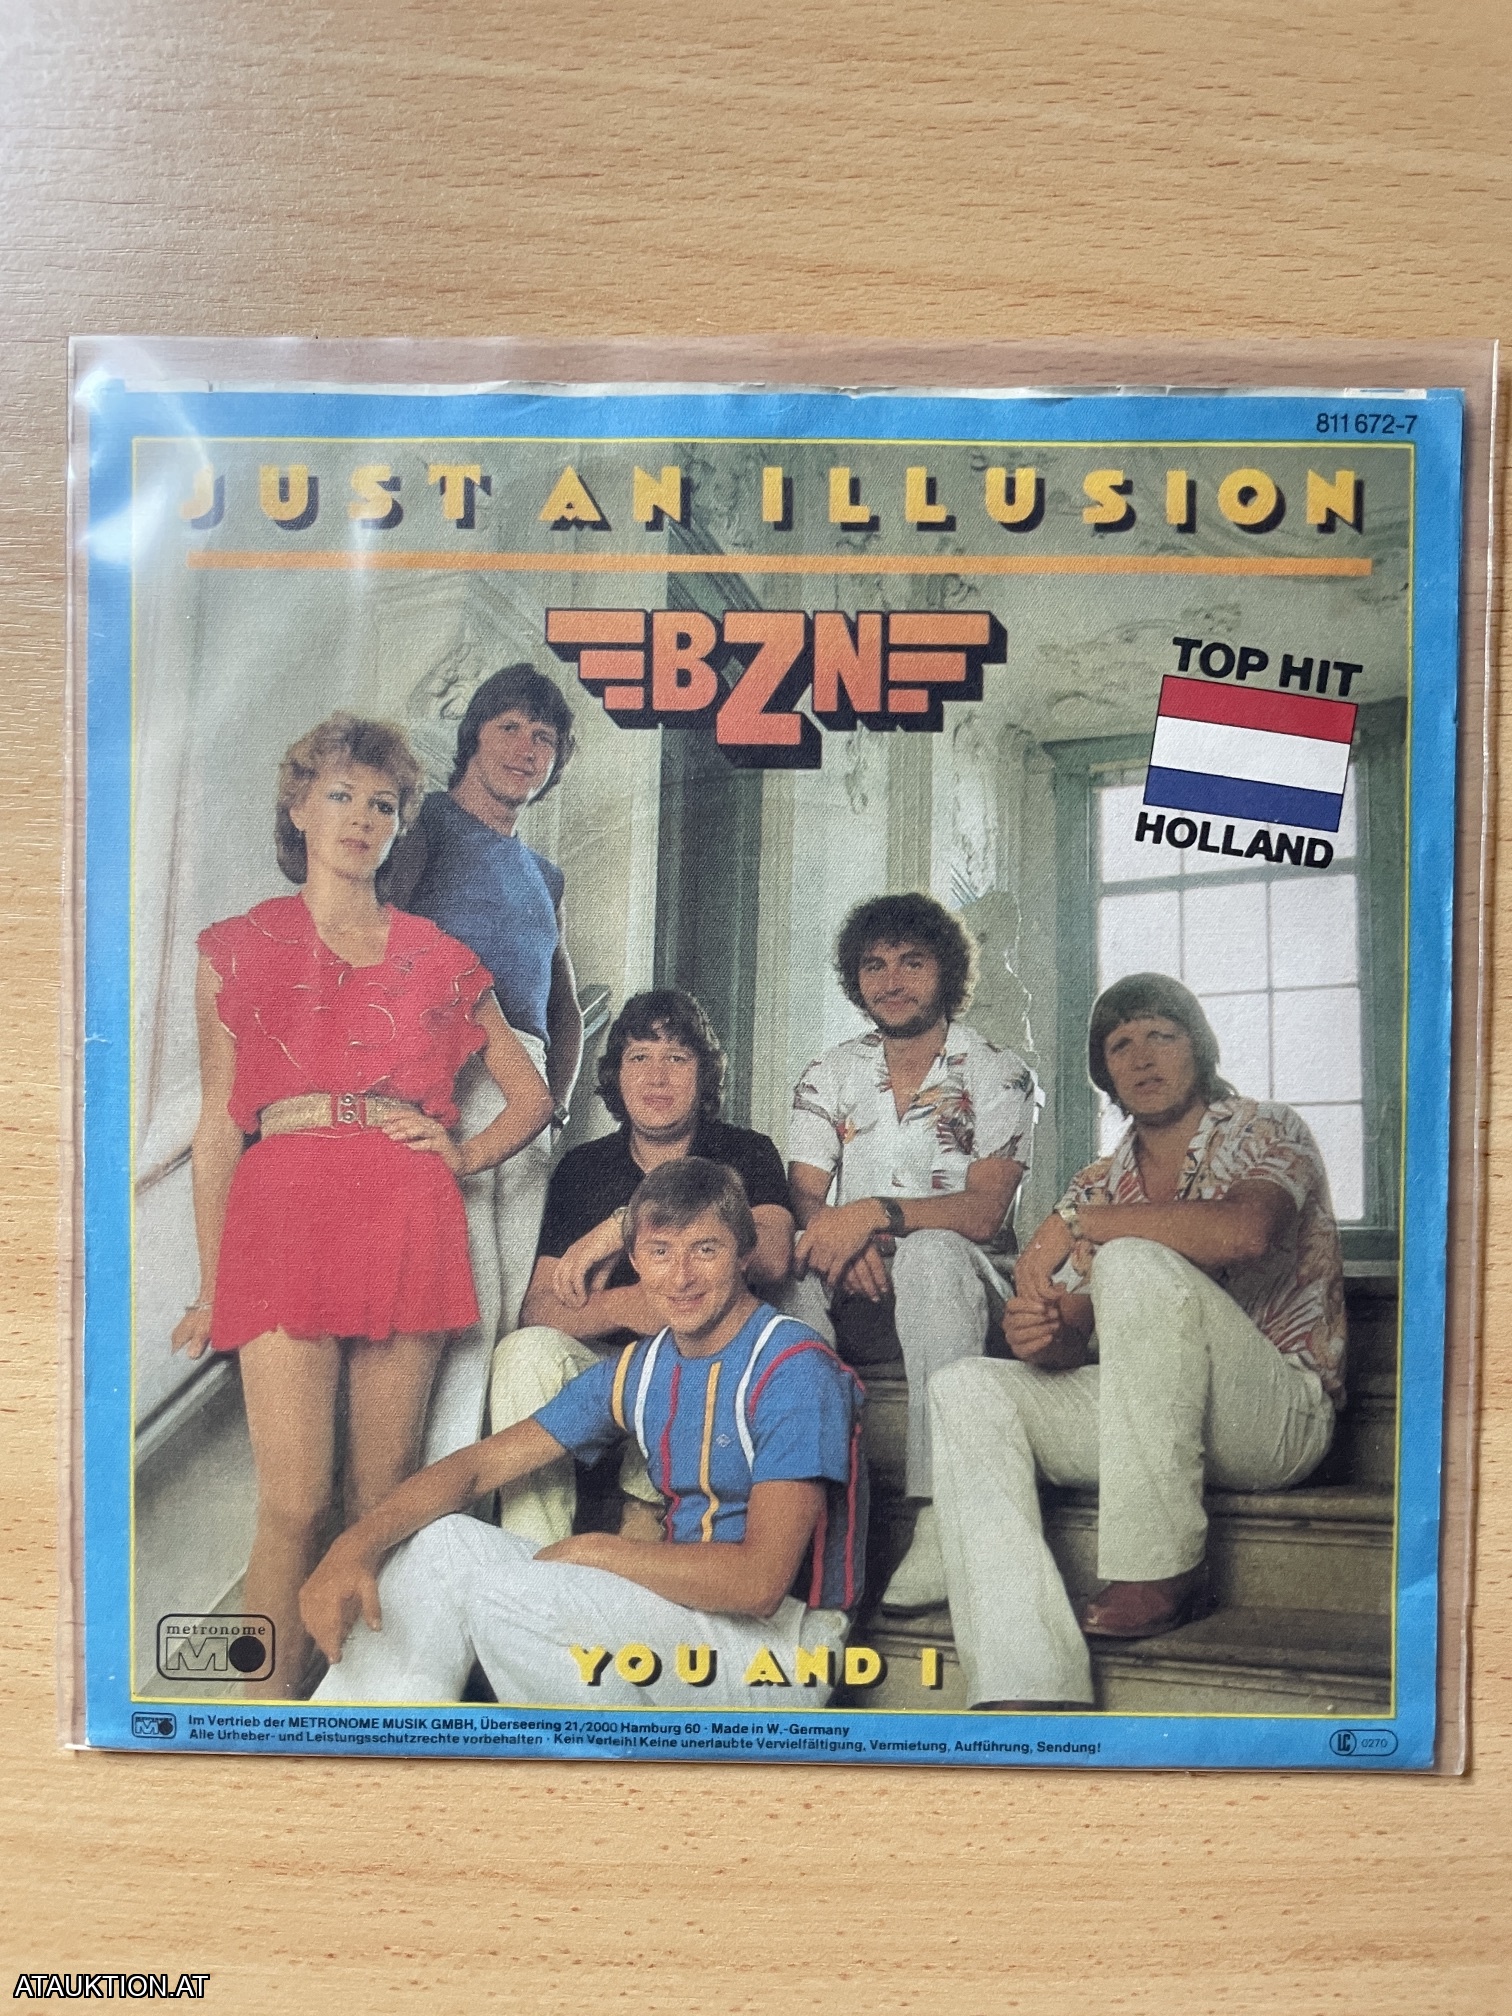 811 672-7
JUST AN ILLUSION
BZN
TOP HIT
HOLLAND
metronome
YOU AND I
Im Vertrieb der METRONOME MUSIK GMBH, Überseering 21/2000 Hamburg 60 · Made in W.-Germany
Alle Urheber- und Leistungsschutzrechte vorbehalten · Kein Verleih! Keine unerlaubte Vervielfältigung, Vermietung, Aufführung, Sendung!
LC 0270
ATAUKTION.AT